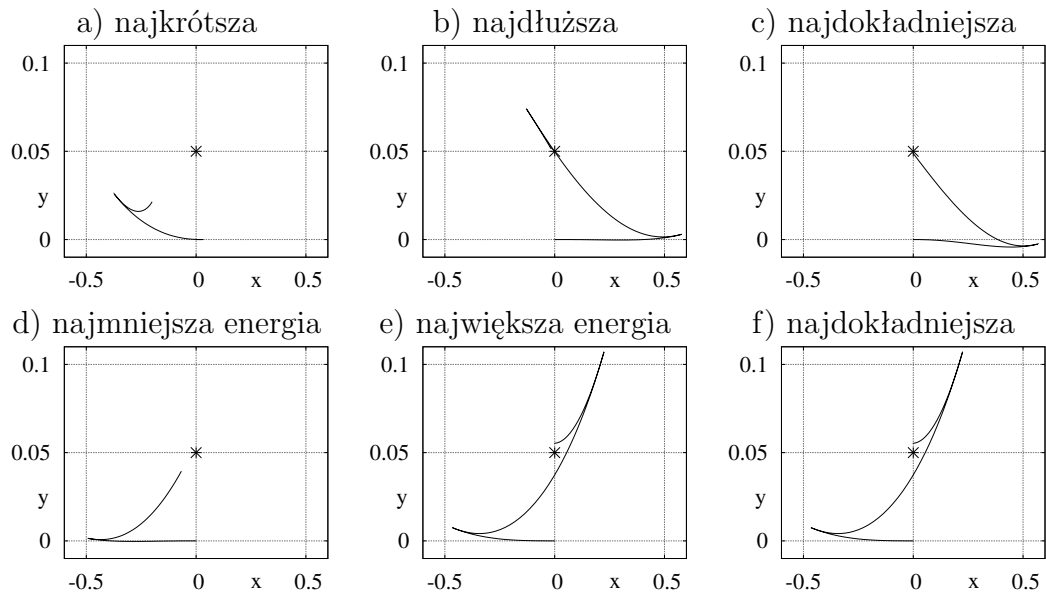 a) najkrótsza
b) najdłuższa
c) najdokładniejsza
0.1
0.05
y
0
-0.5
0
x
0.5
0.1
0.05
y
0
-0.5
0
x
0.5
0.1
0.05
y
0
-0.5
0
x
0.5
d) najmniejsza energia
e) największa energia
f) najdokładniejsza
0.1
0.05
y
0
-0.5
0
x
0.5
0.1
0.05
y
0
-0.5
0
x
0.5
0.1
0.05
y
0
-0.5
0
x
0.5